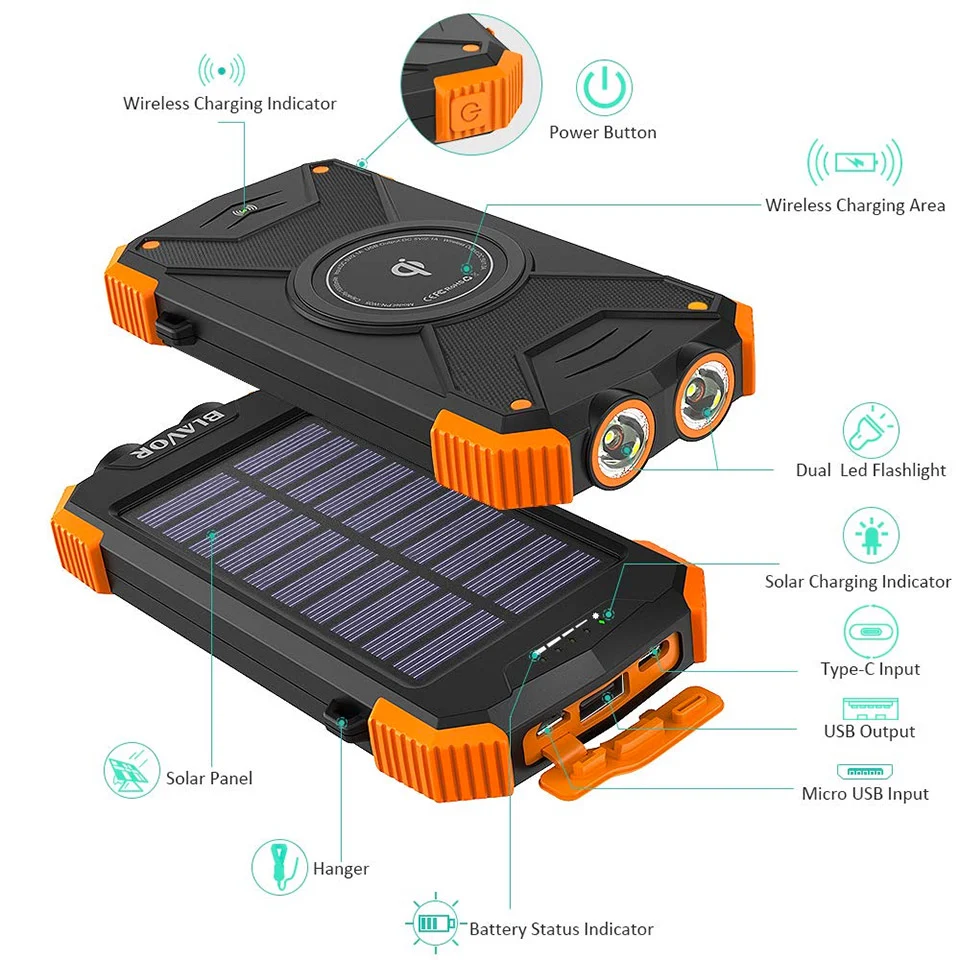 Wireless Charging Indicator
Power Button
Wireless Charging Area
Dual Led Flashlight
BLAVOR
Solar Charging Indicator
Type-C Input
USB Output
Micro USB Input
Solar Panel
Hanger
Battery Status Indicator